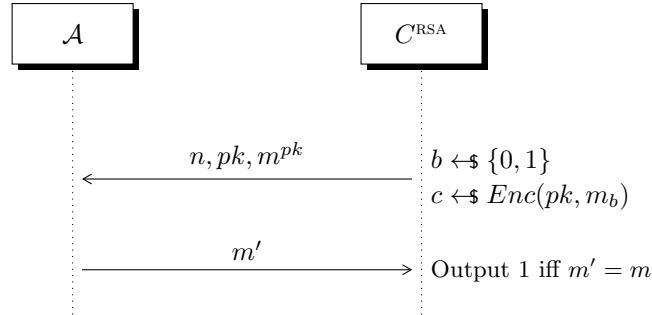 𝒜 C^RSA
n, pk, m^pk
b ←$ {0, 1}
c ←$ Enc(pk, m_b)
m′
Output 1 iff m′ = m